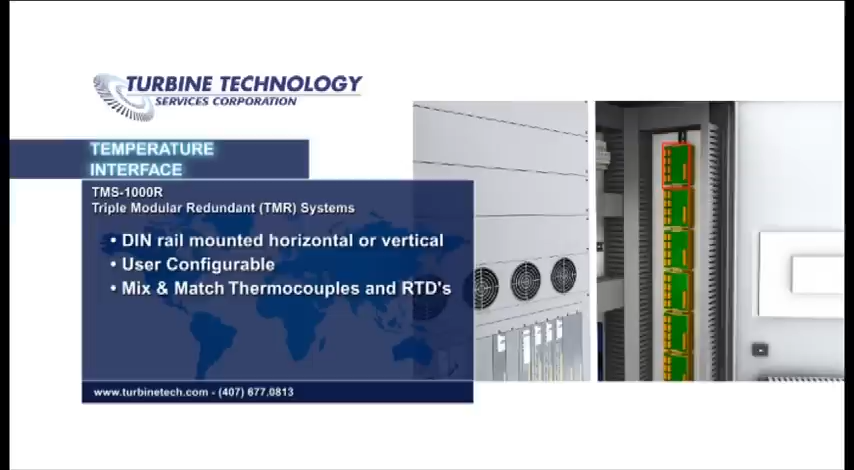 TURBINE TECHNOLOGY
SERVICES CORPORATION
TEMPERATURE
INTERFACE
TMS-1000R
Triple Modular Redundant (TMR) Systems
• DIN rail mounted horizontal or vertical
• User Configurable
• Mix & Match Thermocouples and RTD's
www.turbinetech.com - (407) 677.0813